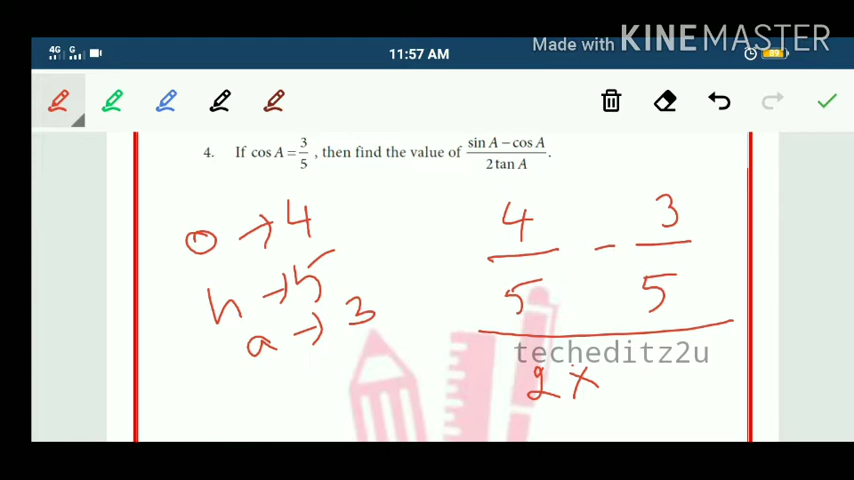 4G G 11:57 AM 89
Made with KINEMASTER
4. If cos A = 3/5, then find the value of (sin A – cos A)/(2 tan A).
o → 4
h → 5
a → 3
4/5 - 3/5
techeditz2u
2 ×